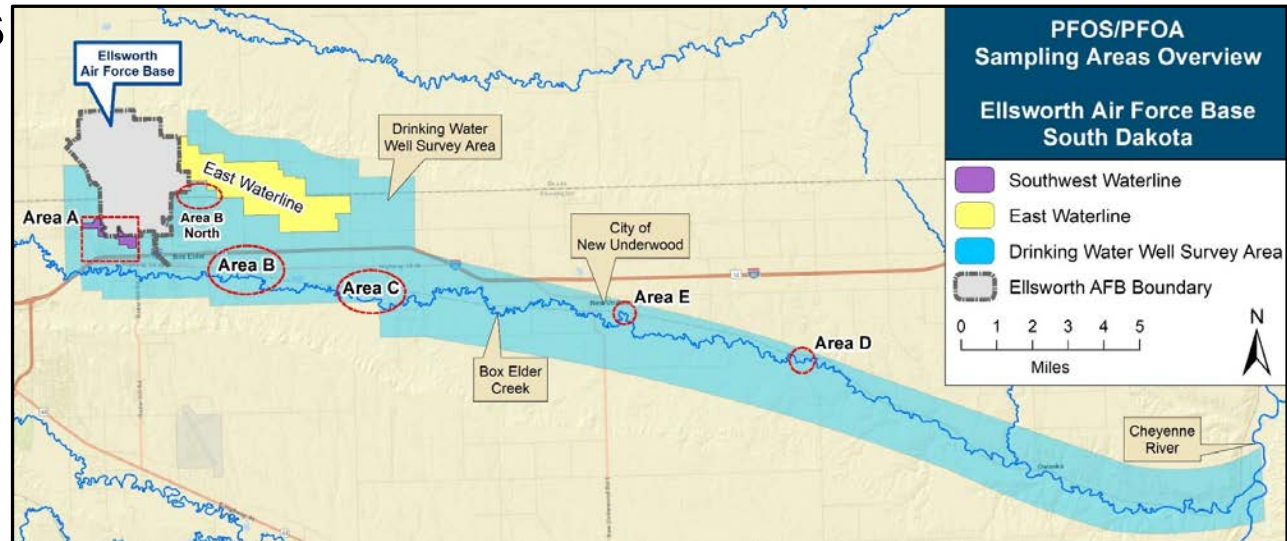 S
PFOS/PFOA
Sampling Areas Overview
Ellsworth Air Force Base
South Dakota
Southwest Waterline
East Waterline
Drinking Water Well Survey Area
Ellsworth AFB Boundary
0 1 2 3 4 5
Miles
N
Ellsworth
Air Force Base
Drinking Water
Well Survey Area
East Waterline
Area A
Area B
North
Box Elder
Area B
Area C
City of
New Underwood
Area E
Area D
Box Elder
Creek
Cheyenne
River